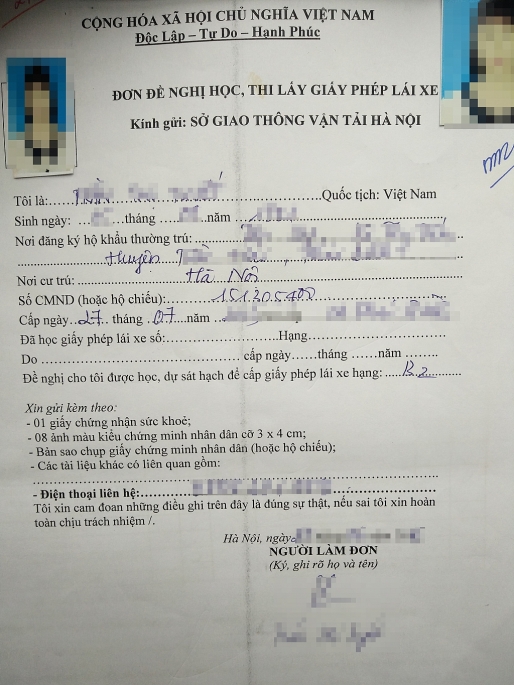 CỘNG HÒA XÃ HỘI CHỦ NGHĨA VIỆT NAM
Độc Lập – Tự Do – Hạnh Phúc
ĐƠN ĐỀ NGHỊ HỌC, THI LẤY GIẤY PHÉP LÁI XE
Kính gửi: SỞ GIAO THÔNG VẬN TẢI HÀ NỘI
Tôi là:........................Quốc tịch: Việt Nam
Sinh ngày: ......tháng ......năm ..............
Nơi đăng ký hộ khẩu thường trú: ..............
Huyện
Nơi cư trú: Hà Nội
Số CMND (hoặc hộ chiếu): 151205400
Cấp ngày 27 tháng 07 năm
Đã học giấy phép lái xe số:........................Hạng........................
Do ........................ cấp ngày......tháng ......năm ........
Đề nghị cho tôi được học, dự sát hạch để cấp giấy phép lái xe hạng: B2
Xin gửi kèm theo:
- 01 giấy chứng nhận sức khoẻ;
- 08 ảnh màu kiểu chứng minh nhân dân cỡ 3 x 4 cm;
- Bản sao chụp giấy chứng minh nhân dân (hoặc hộ chiếu);
- Các tài liệu khác có liên quan gồm:
- Điện thoại liên hệ:
Tôi xin cam đoan những điều ghi trên đây là đúng sự thật, nếu sai tôi xin hoàn
toàn chịu trách nhiệm /.
Hà Nội, ngày
NGƯỜI LÀM ĐƠN
(Ký, ghi rõ họ và tên)